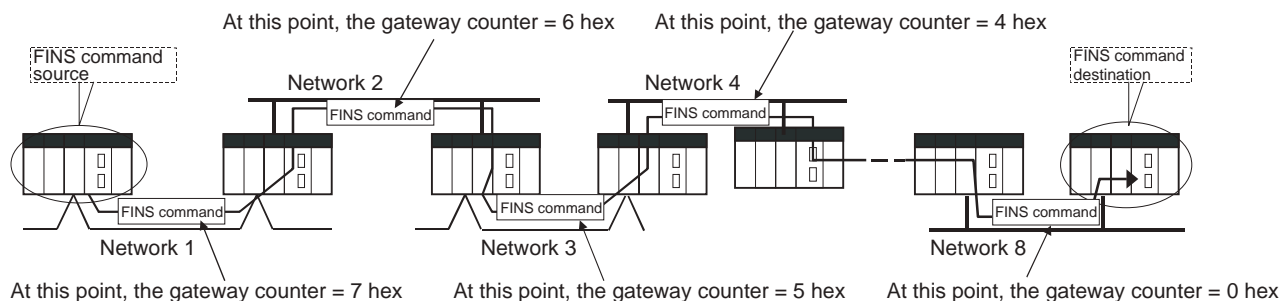 At this point, the gateway counter = 6 hex
At this point, the gateway counter = 4 hex
FINS command
source
FINS command
destination
Network 2
Network 4
FINS command
FINS command
FINS command
FINS command
FINS command
Network 1
Network 3
Network 8
At this point, the gateway counter = 7 hex
At this point, the gateway counter = 5 hex
At this point, the gateway counter = 0 hex